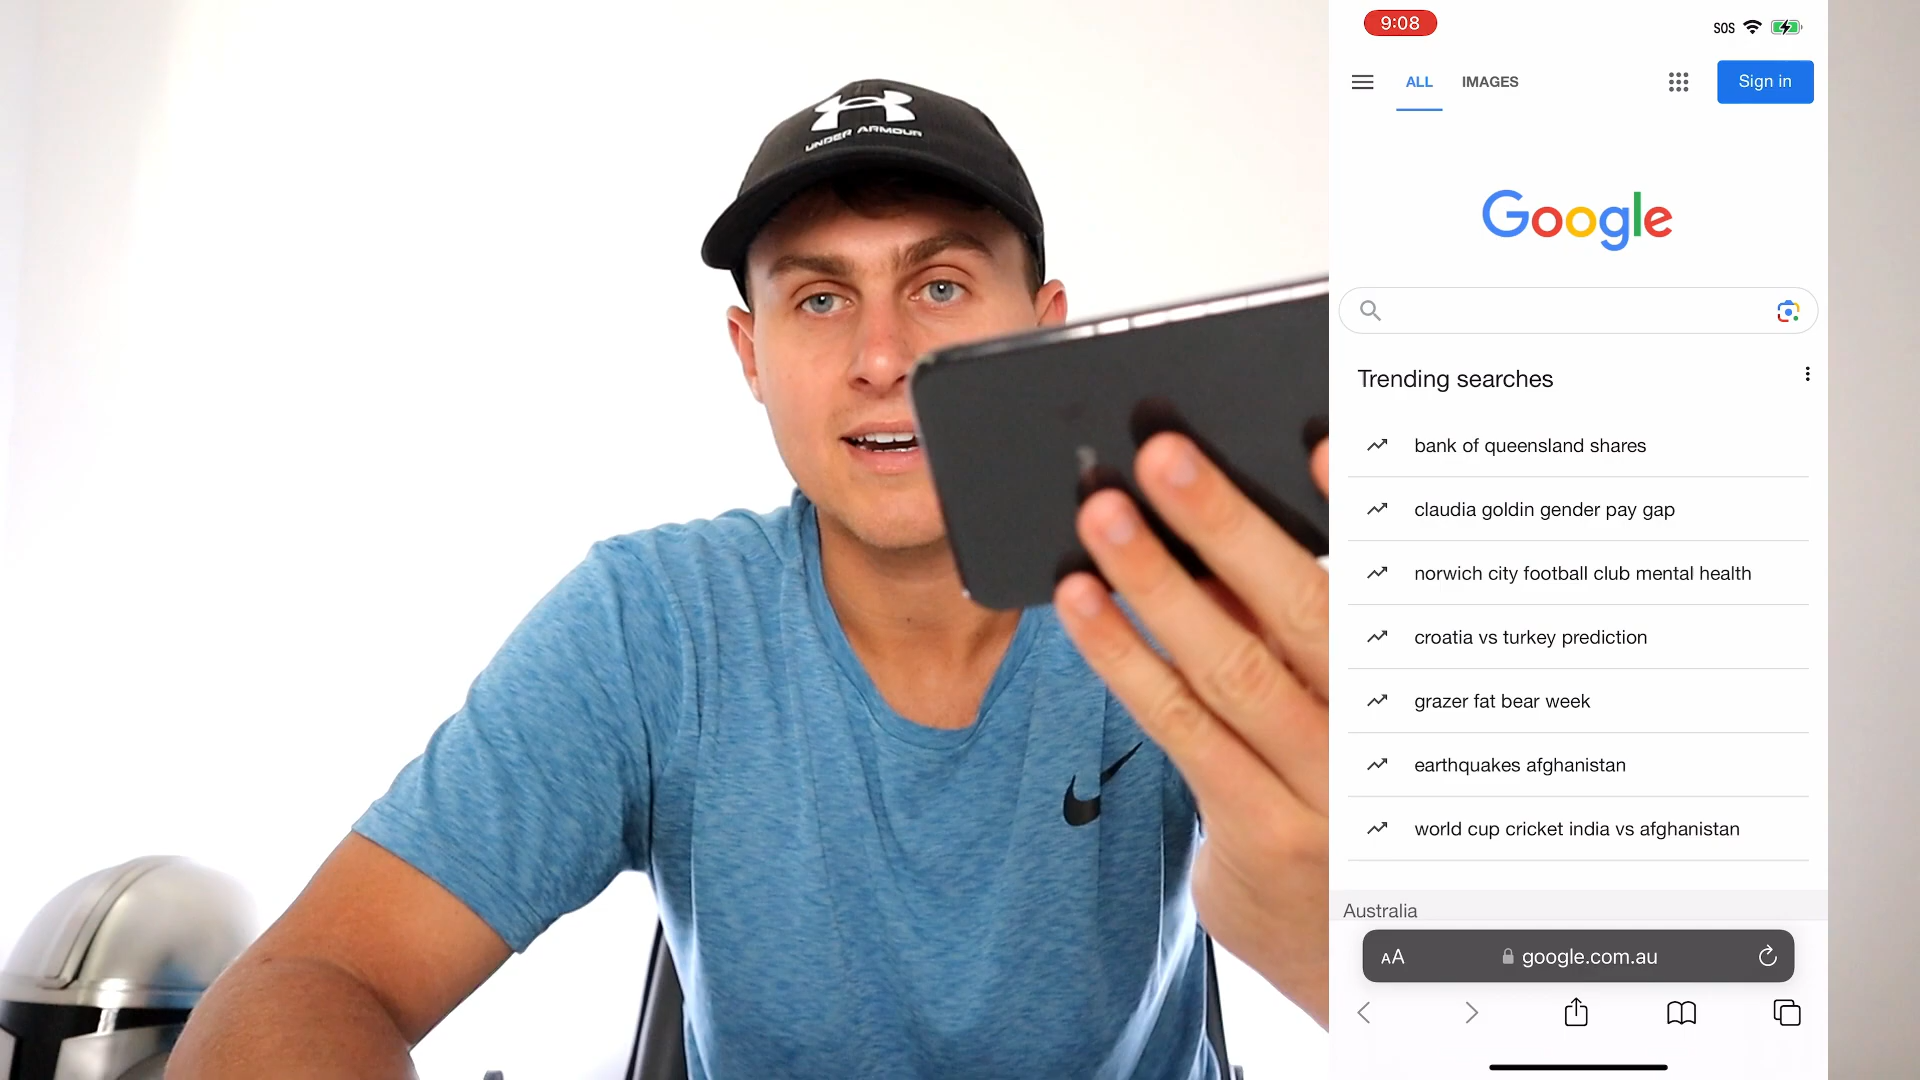 UNDER ARMOUR
9:08
SOS
ALL IMAGES Sign in
Google
Trending searches
bank of queensland shares
claudia goldin gender pay gap
norwich city football club mental health
croatia vs turkey prediction
grazer fat bear week
earthquakes afghanistan
world cup cricket india vs afghanistan
Australia
AA google.com.au